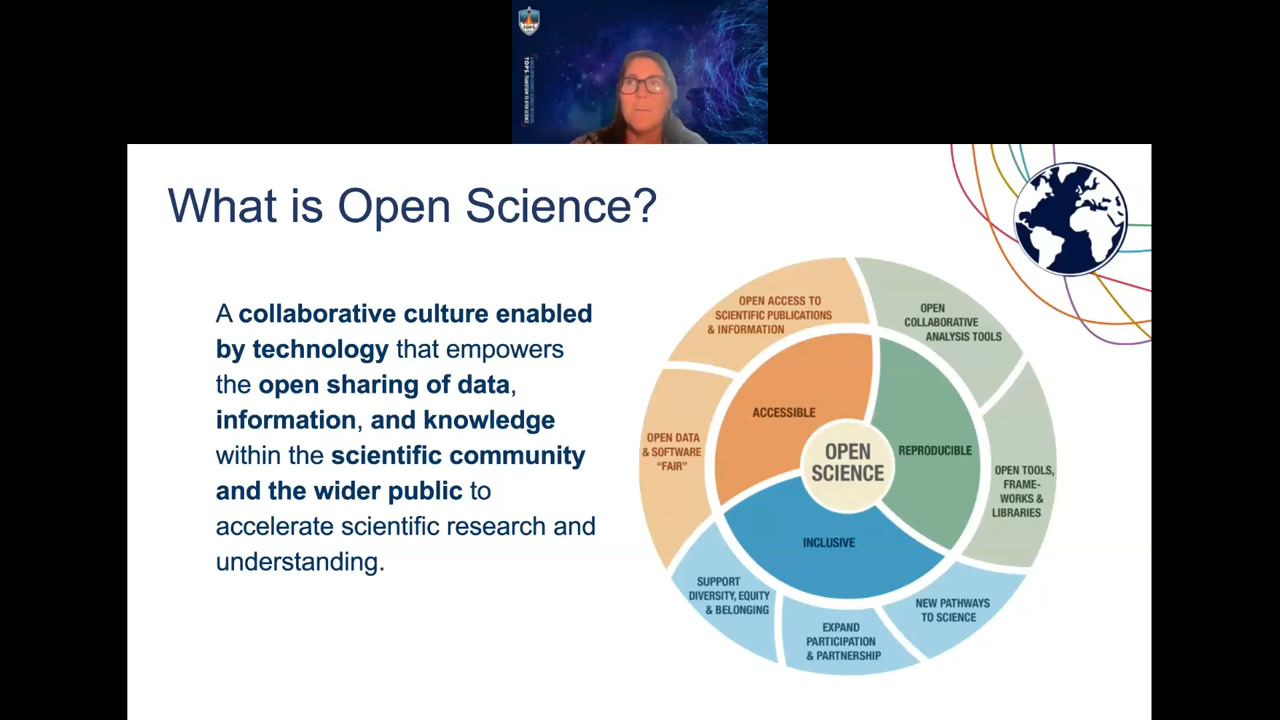 TOPS
What is Open Science?
A collaborative culture enabled
by technology that empowers
the open sharing of data,
information, and knowledge
within the scientific community
and the wider public to
accelerate scientific research and
understanding.
OPEN ACCESS TO
SCIENTIFIC PUBLICATIONS
& INFORMATION
OPEN
COLLABORATIVE
ANALYSIS TOOLS
ACCESSIBLE
OPEN DATA
& SOFTWARE
“FAIR”
OPEN
SCIENCE
REPRODUCIBLE
OPEN TOOLS,
FRAME-
WORKS &
LIBRARIES
INCLUSIVE
SUPPORT
DIVERSITY, EQUITY
& BELONGING
EXPAND
PARTICIPATION
& PARTNERSHIP
NEW PATHWAYS
TO SCIENCE